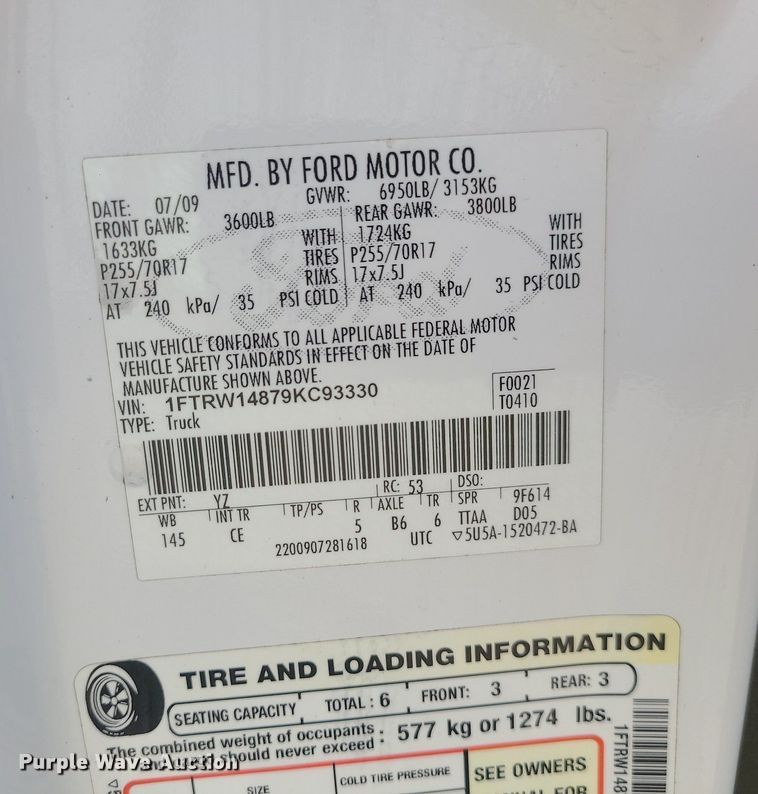 MFD. BY FORD MOTOR CO.
DATE: 07/09 GVWR: 6950LB/ 3153KG
FRONT GAWR: 3600LB REAR GAWR: 3800LB
1633KG WITH 1724KG WITH
P255/70R17 TIRES P255/70R17 TIRES
17x7.5J RIMS 17x7.5J RIMS
AT 240 kPa/ 35 PSI COLD AT 240 kPa/ 35 PSI COLD
THIS VEHICLE CONFORMS TO ALL APPLICABLE FEDERAL MOTOR
VEHICLE SAFETY STANDARDS IN EFFECT ON THE DATE OF
MANUFACTURE SHOWN ABOVE.
VIN: 1FTRW14879KC93330 F0021
TYPE: Truck T0410
EXT PNT: YZ RC: 53 DSO:
WB INT TR TP/PS R AXLE TR SPR 9F614
145 CE 5 B6 6 TTAA D05
2200907281618 UTC ▽5U5A-1520472-BA
TIRE AND LOADING INFORMATION
SEATING CAPACITY TOTAL : 6 FRONT: 3 REAR: 3
The combined weight of occupants : 577 kg or 1274 lbs.
should never exceed
SIZE COLD TIRE PRESSURE SEE OWNERS
1FTRW148
Purple Wave Auction